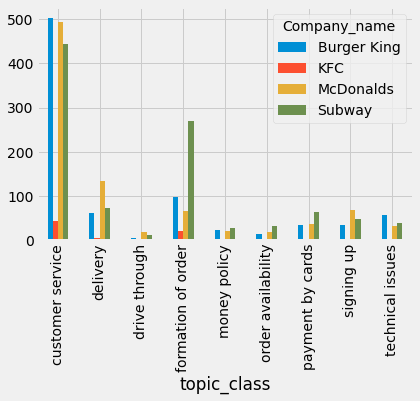 500
400
300
200
100
0
Company_name
Burger King
KFC
McDonalds
Subway
customer service
delivery
drive through
formation of order
money policy
order availability
payment by cards
signing up
technical issues
topic_class